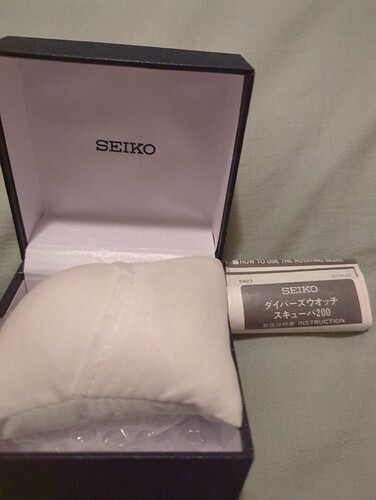 SEIKO
■ HOW TO USE THE ROTATING BEZEL
5M23
SEIKO
ダイバーズウオッチ
スキューバ200
取扱説明書 INSTRUCTION